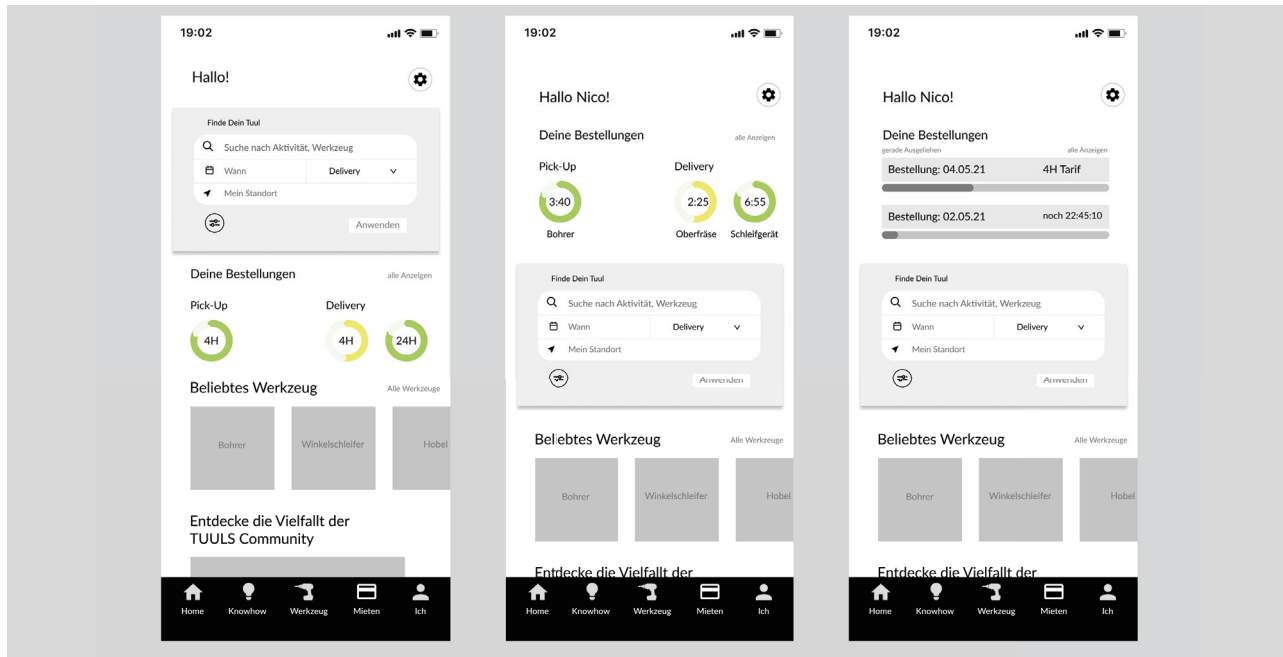 19:02
Hallo!
Finde Dein Tuul
Suche nach Aktivität, Werkzeug
Wann Delivery
Mein Standort
Anwenden
Deine Bestellungen alle Anzeigen
Pick-Up Delivery
4H 4H 24H
Beliebtes Werkzeug Alle Werkzeuge
Bohrer Winkelschleifer Hobel
Entdecke die Vielfallt der
TUULS Community
Home Knowhow Werkzeug Mieten Ich
19:02
Hallo Nico!
Deine Bestellungen alle Anzeigen
Pick-Up Delivery
3:40 2:25 6:55
Bohrer Oberfräse Schleifgerät
Finde Dein Tuul
Suche nach Aktivität, Werkzeug
Wann Delivery
Mein Standort
Anwenden
Beliebtes Werkzeug Alle Werkzeuge
Bohrer Winkelschleifer Hobel
Entdecke die Vielfallt der
Home Knowhow Werkzeug Mieten Ich
19:02
Hallo Nico!
Deine Bestellungen
gerade Ausgeliehen alle Anzeigen
Bestellung: 04.05.21 4H Tarif
Bestellung: 02.05.21 noch 22:45:10
Finde Dein Tuul
Suche nach Aktivität, Werkzeug
Wann Delivery
Mein Standort
Anwenden
Beliebtes Werkzeug Alle Werkzeuge
Bohrer Winkelschleifer Hobel
Entdecke die Vielfallt der
Home Knowhow Werkzeug Mieten Ich